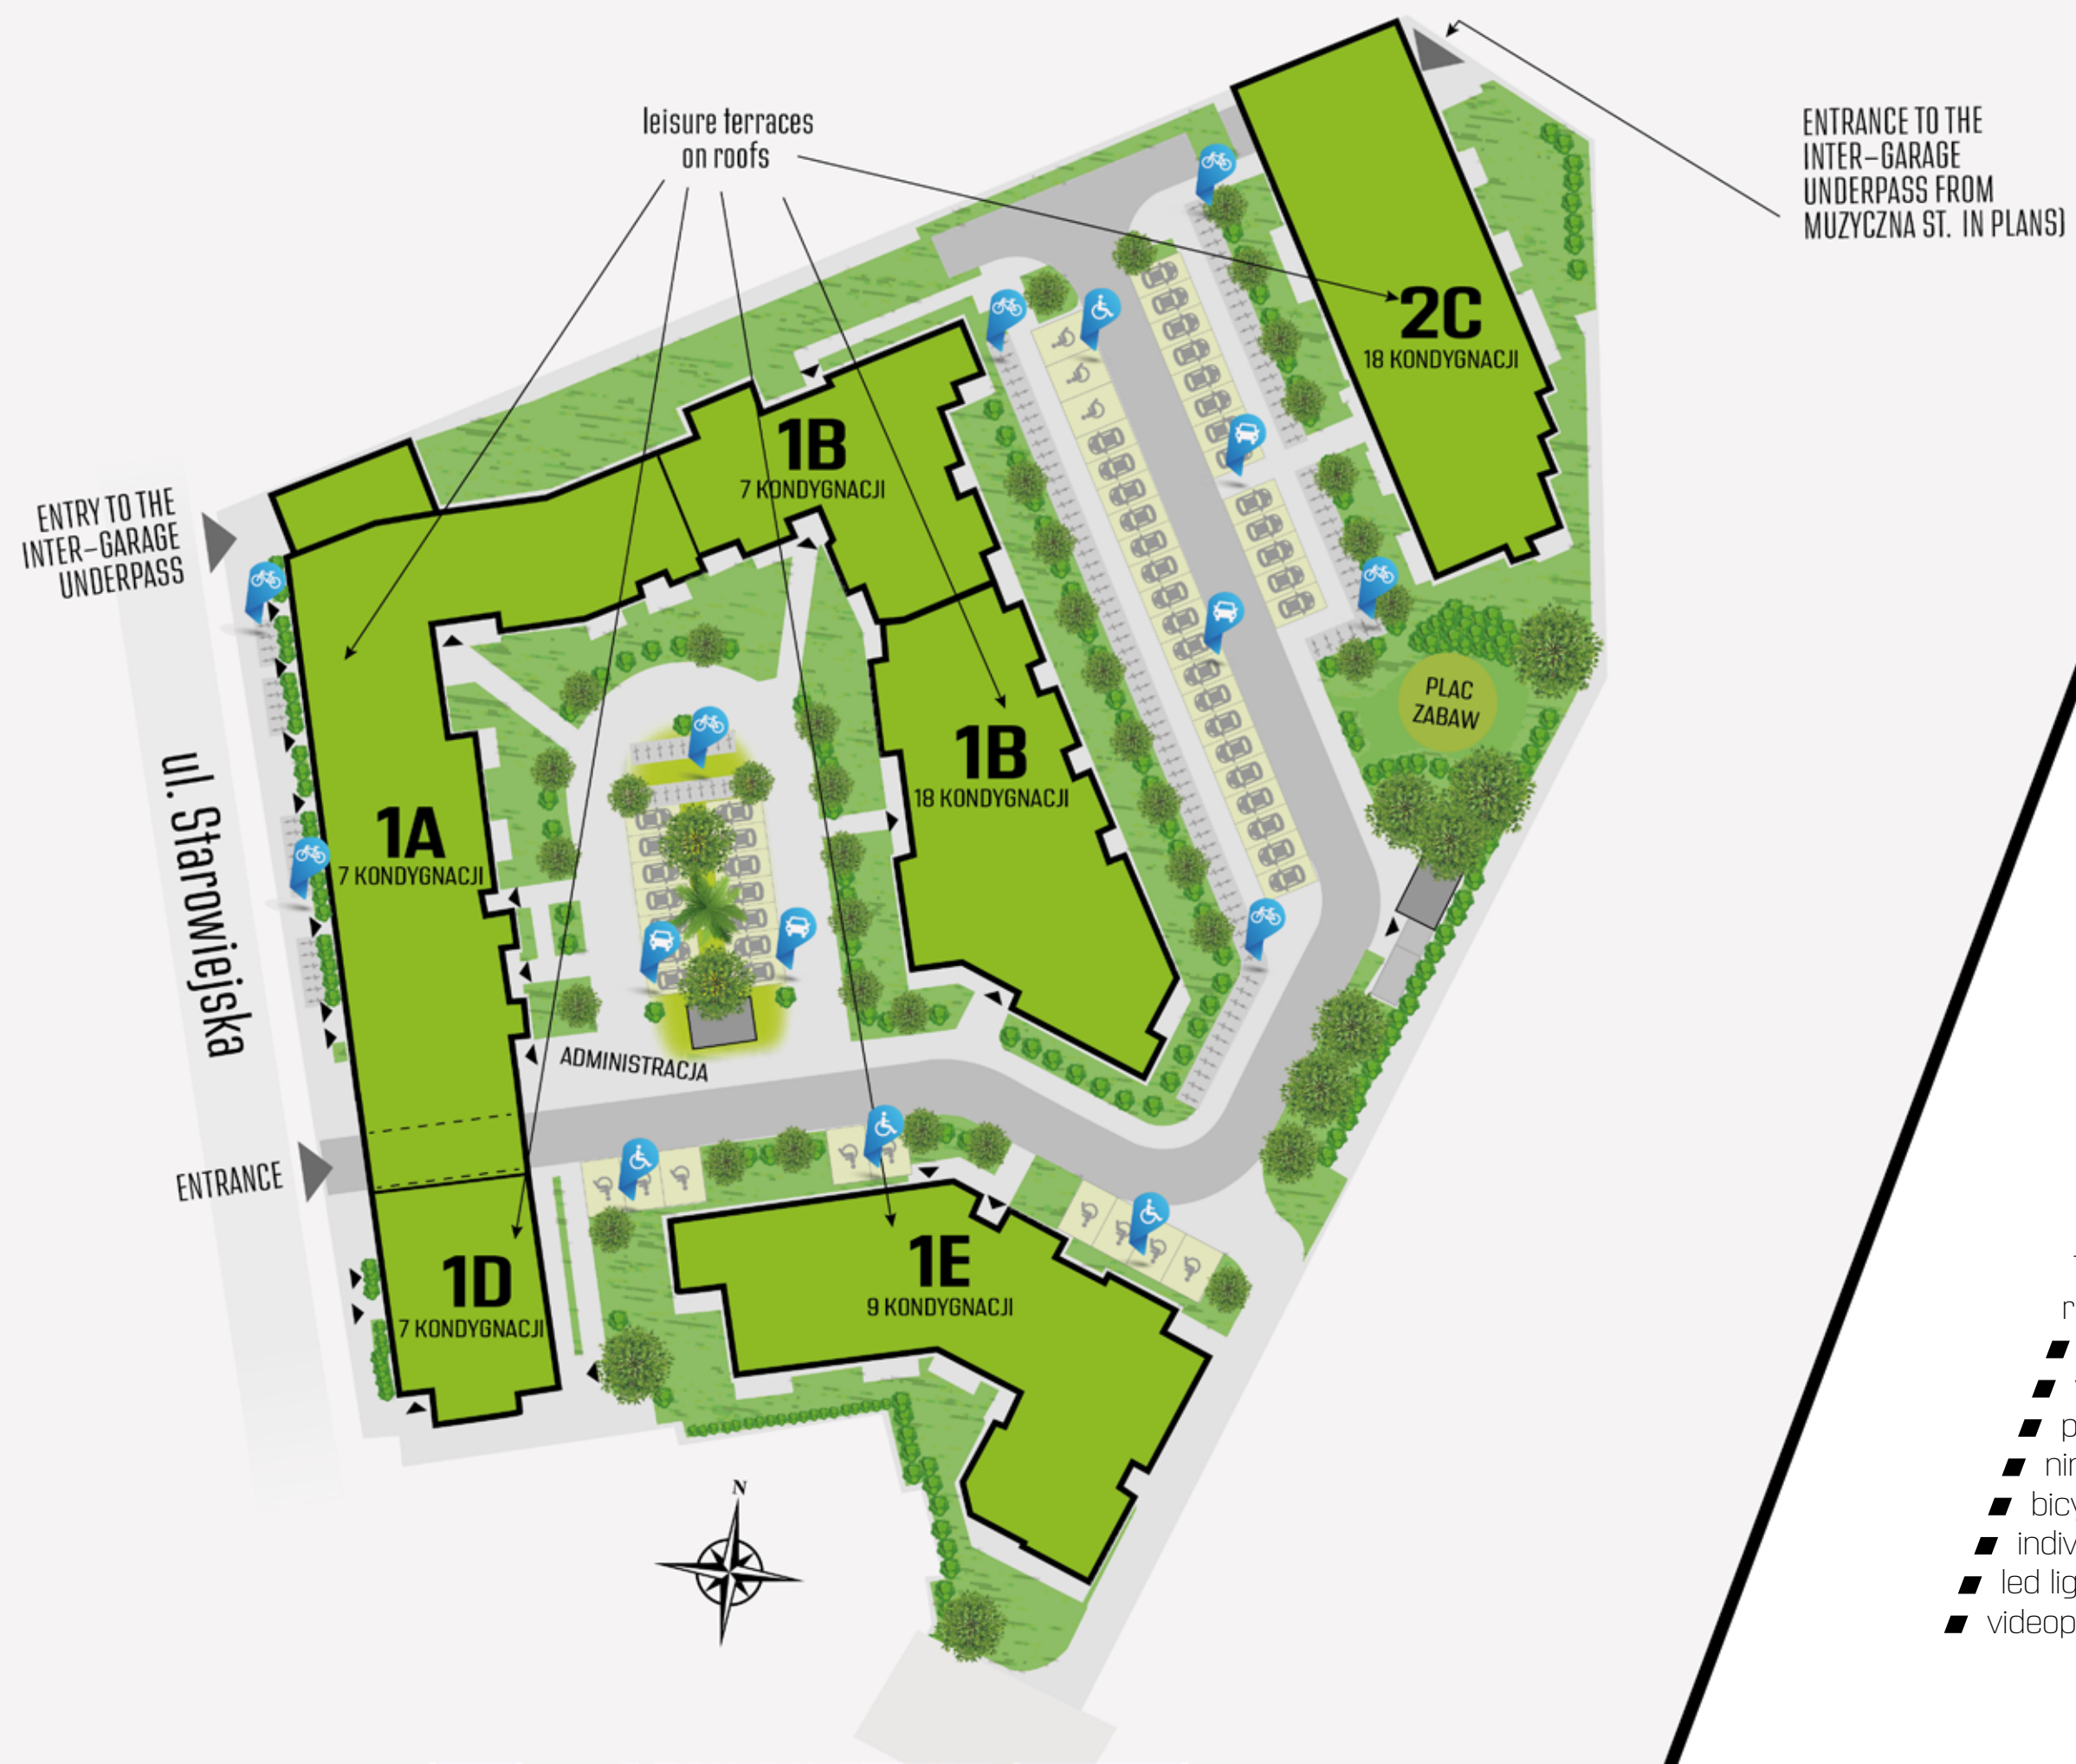 leisure terraces
on roofs
ENTRANCE TO THE
INTER-GARAGE
UNDERPASS FROM
MUZYCZNA ST. IN PLANS)
2C
18 KONDYGNACJI
1B
7 KONDYGNACJI
ENTRY TO THE
INTER-GARAGE
UNDERPASS
PLAC
ZABAW
1B
18 KONDYGNACJI
1A
7 KONDYGNACJI
ul. Starowiejska
ADMINISTRACJA
ENTRANCE
1D
7 KONDYGNACJI
1E
9 KONDYGNACJI
N
led